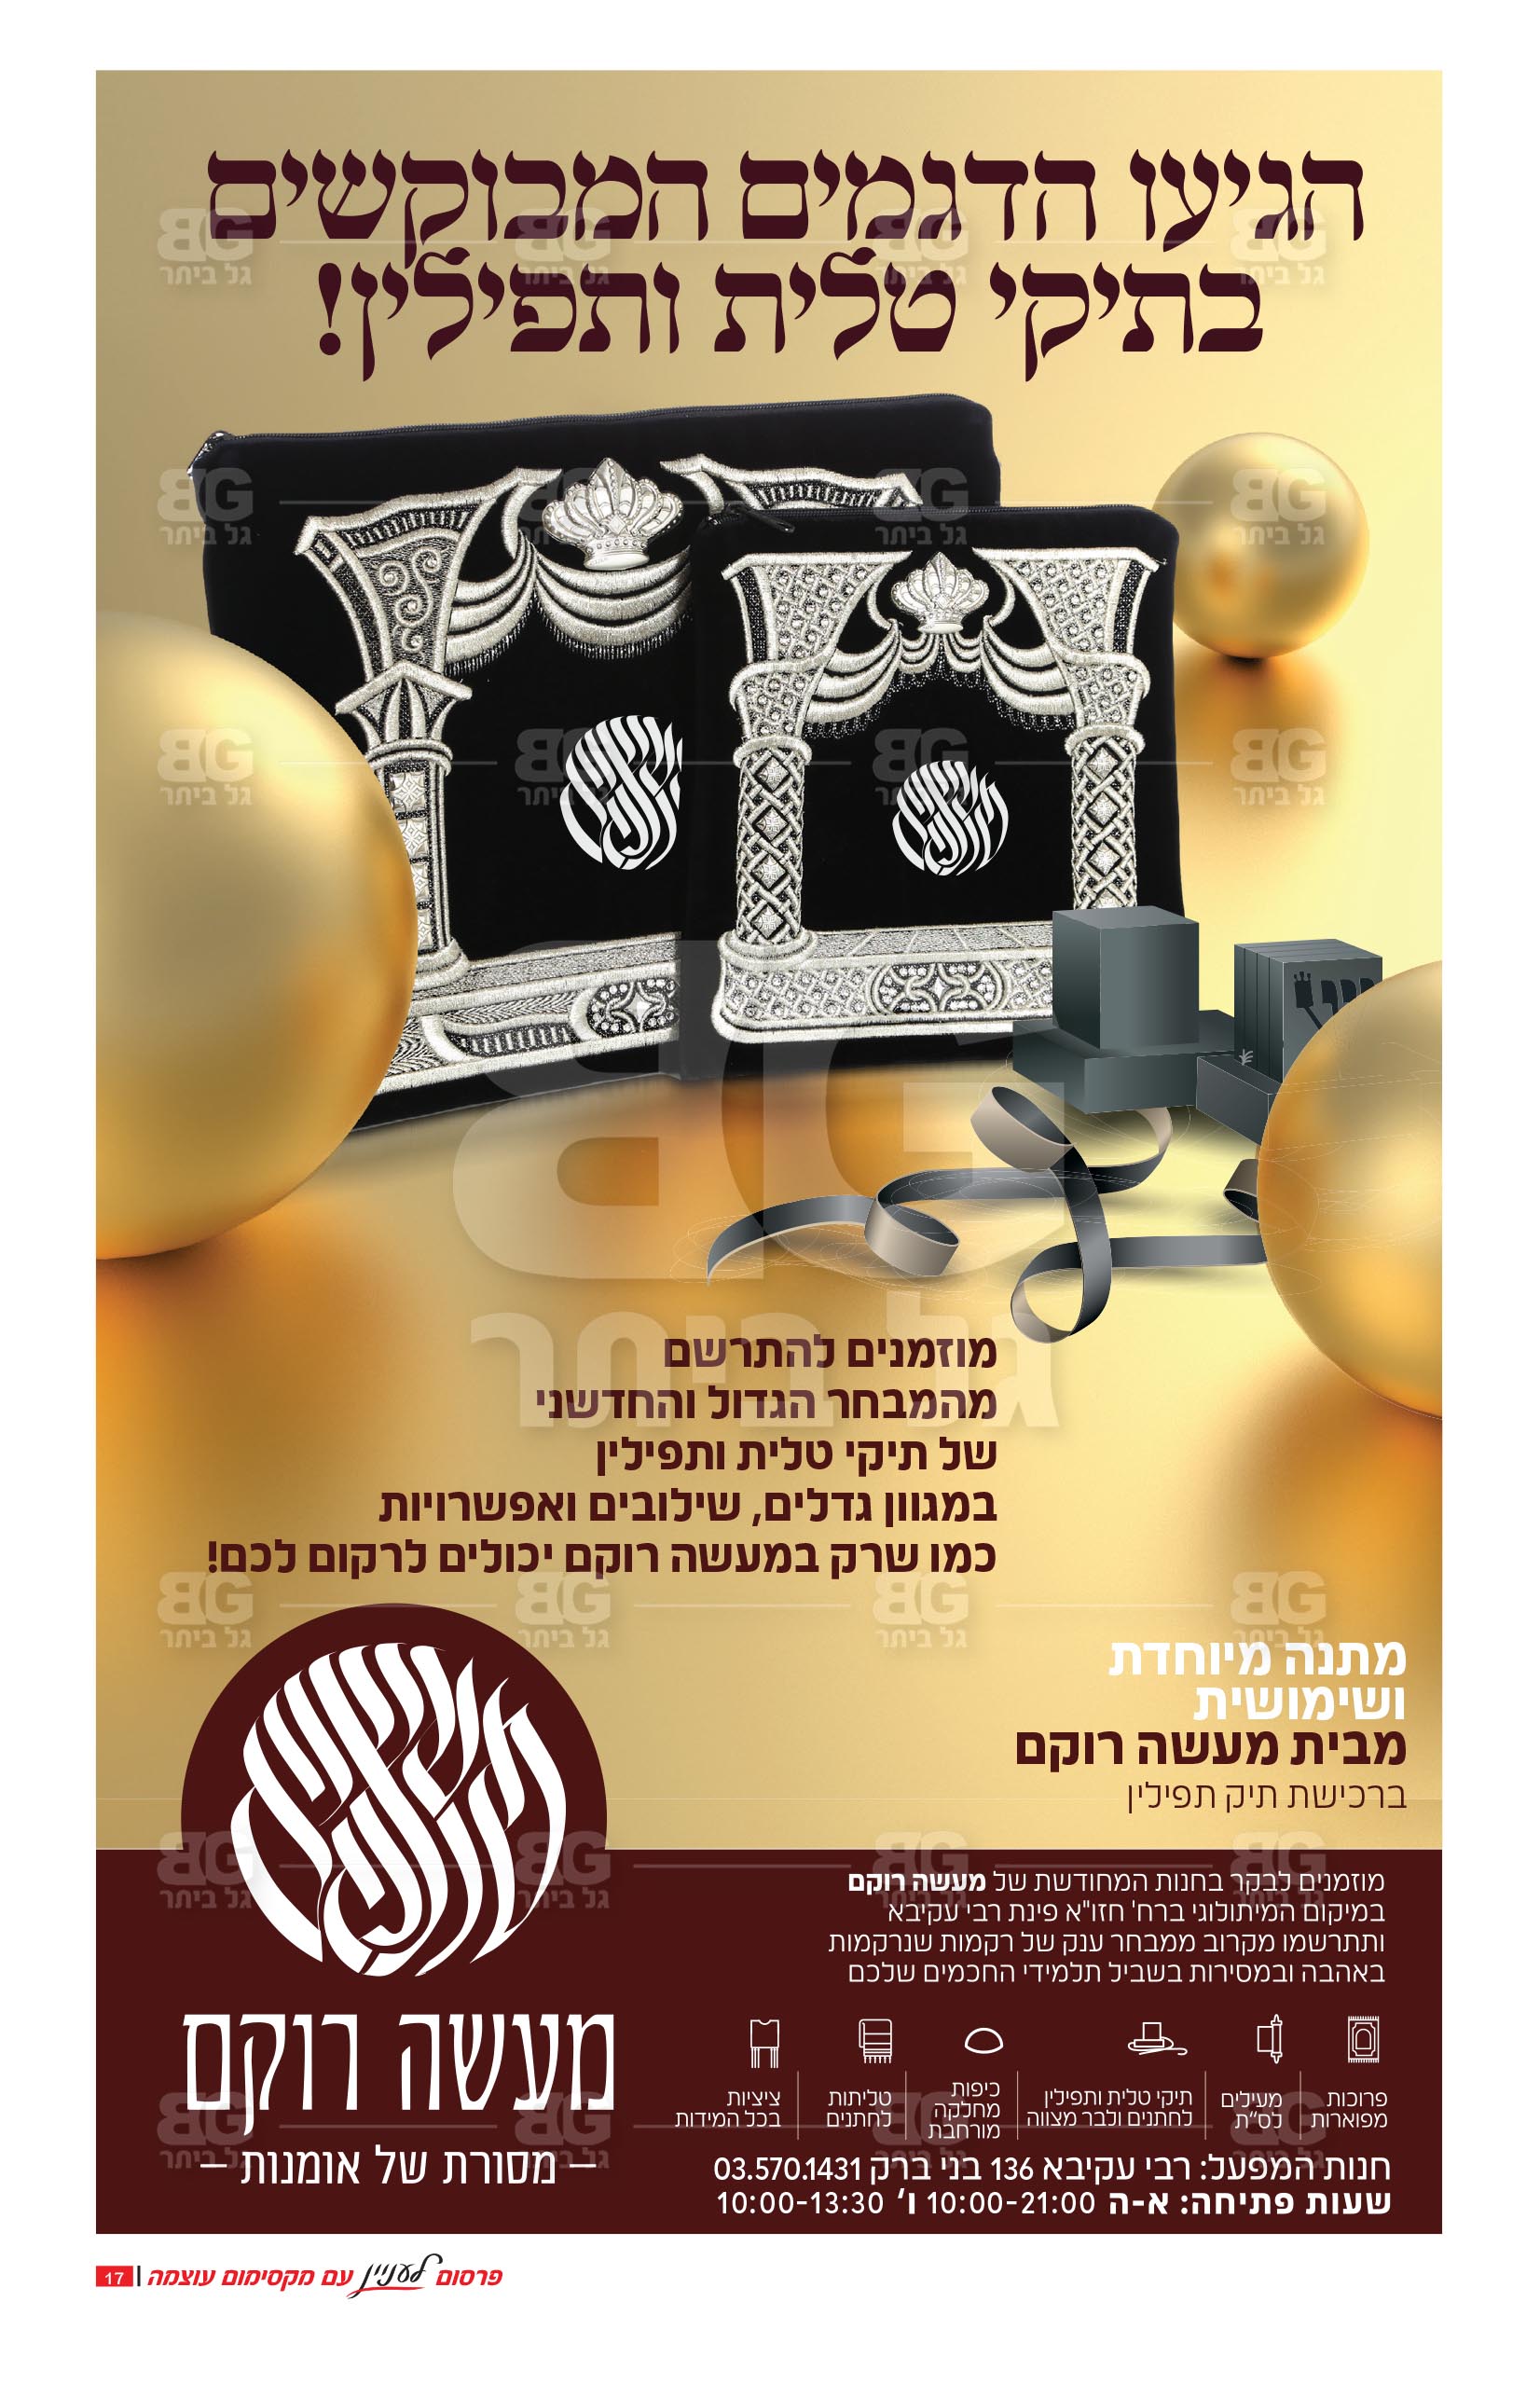 הגיעו הדגמים המבוקשים
בתיקי טלית ותפילין!
מוזמנים להתרשם
מהמבחר הגדול והחדשני
של תיקי טלית ותפילין
במגוון גדלים, שילובים ואפשרויות
כמו שרק במעשה רוקם יכולים לרקום לכם!
מתנה מיוחדת
ושימושית
מבית מעשה רוקם
ברכישת תיק תפילין
מוזמנים לבקר בחנות המחודשת של מעשה רוקם
במיקום המיתולוגי ברח' חזו"א פינת רבי עקיבא
ותתרשמו מקרוב ממבחר ענק של רקמות שנרקמות
באהבה ובמסירות בשביל תלמידי החכמים שלכם
פרוכות
מפוארות
מעילים
לס"ת
תיקי טלית ותפילין
לחתנים ולבר מצווה
כיפות
מחלקה
מורחבת
טליתות
לחתנים
ציציות
בכל המידות
חנות המפעל: רבי עקיבא 136 בני ברק 03.570.1431
שעות פתיחה: א-ה 10:00-21:00 ו' 10:00-13:30
מעשה רוקם
– מסורת של אומנות –
פרסום לעניין עם מקסימום עוצמה | 17
BG
גל ביתר